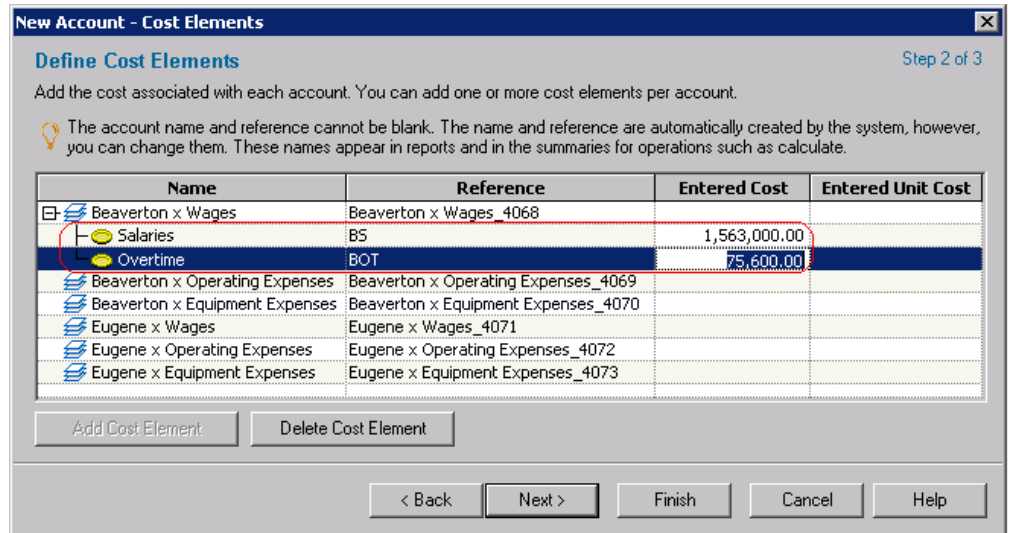 New Account - Cost Elements
Define Cost Elements
Step 2 of 3
Add the cost associated with each account. You can add one or more cost elements per account.
The account name and reference cannot be blank. The name and reference are automatically created by the system, however,
you can change them. These names appear in reports and in the summaries for operations such as calculate.
Name Reference Entered Cost Entered Unit Cost
Beaverton x Wages Beaverton x Wages_4068
Salaries BS 1,563,000.00
Overtime BOT 75,600.00
Beaverton x Operating Expenses Beaverton x Operating Expenses_4069
Beaverton x Equipment Expenses Beaverton x Equipment Expenses_4070
Eugene x Wages Eugene x Wages_4071
Eugene x Operating Expenses Eugene x Operating Expenses_4072
Eugene x Equipment Expenses Eugene x Equipment Expenses_4073
Add Cost Element Delete Cost Element
< Back Next > Finish Cancel Help